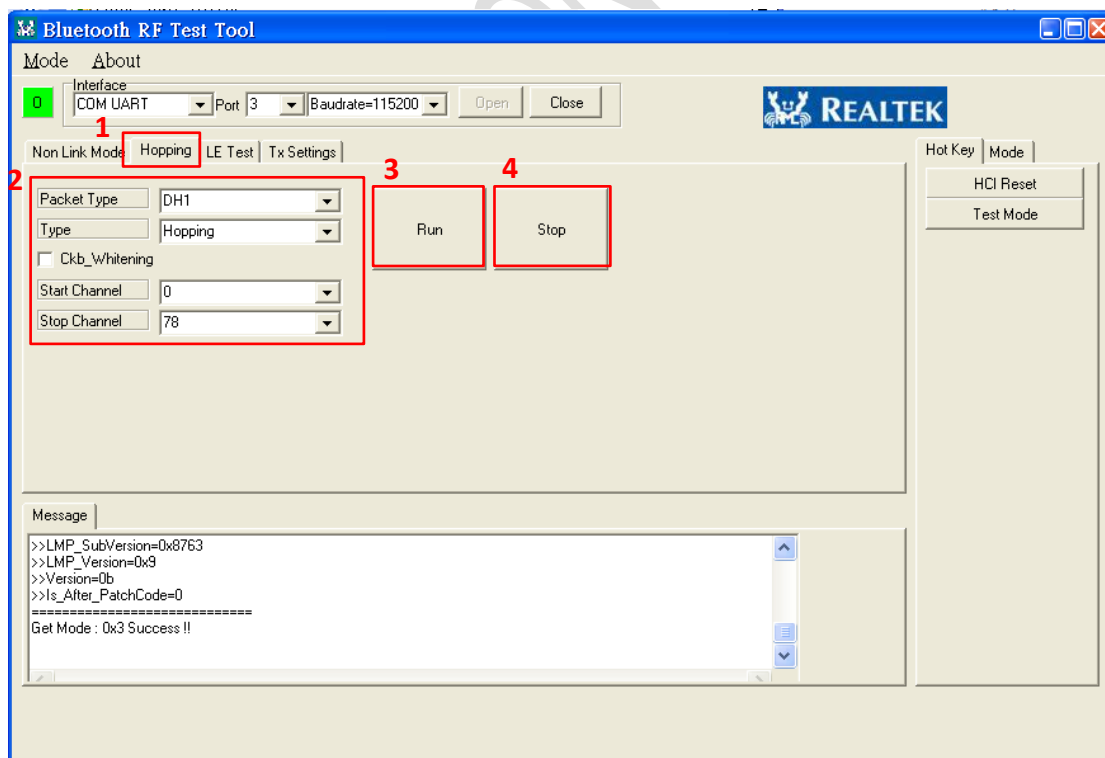 Bluetooth RF Test Tool
Mode About
Interface
0 COM UART Port 3 Baudrate=115200 Open Close
REALTEK
1
Non Link Mode Hopping LE Test Tx Settings
Hot Key Mode
2
3
4
Packet Type DH1
Type Hopping
Ckb_Whitening
Start Channel 0
Stop Channel 78
Run
Stop
HCI Reset
Test Mode
Message
>>LMP_SubVersion=0x8763
>>LMP_Version=0x9
>>Version=0b
>>Is_After_PatchCode=0
==============================
Get Mode : 0x3 Success !!